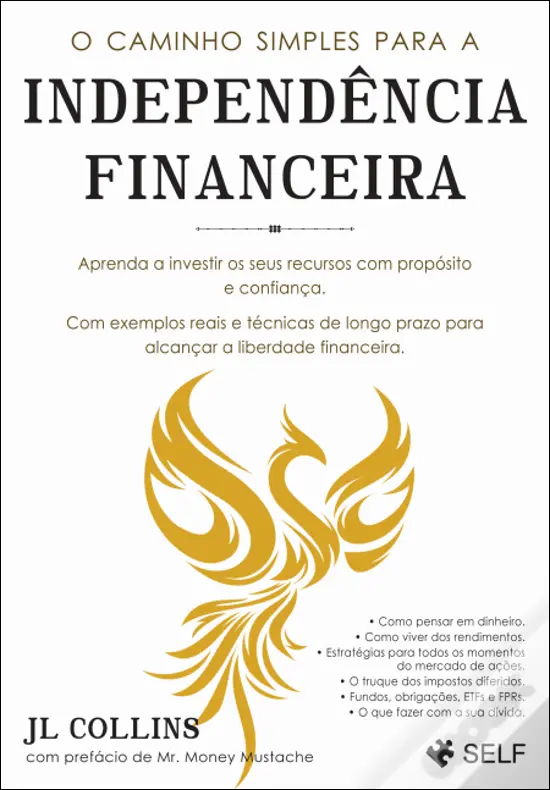 O CAMINHO SIMPLES PARA A
INDEPENDÊNCIA
FINANCEIRA
Aprenda a investir os seus recursos com propósito
e confiança.
Com exemplos reais e técnicas de longo prazo para
alcançar a liberdade financeira.
• Como pensar em dinheiro.
• Como viver dos rendimentos.
• Estratégias para todos os momentos
do mercado de ações.
• O truque dos impostos diferidos.
• Fundos, obrigações, ETFs e FPRs.
• O que fazer com a sua dívida.
JL COLLINS
com prefácio de Mr. Money Mustache
SELF